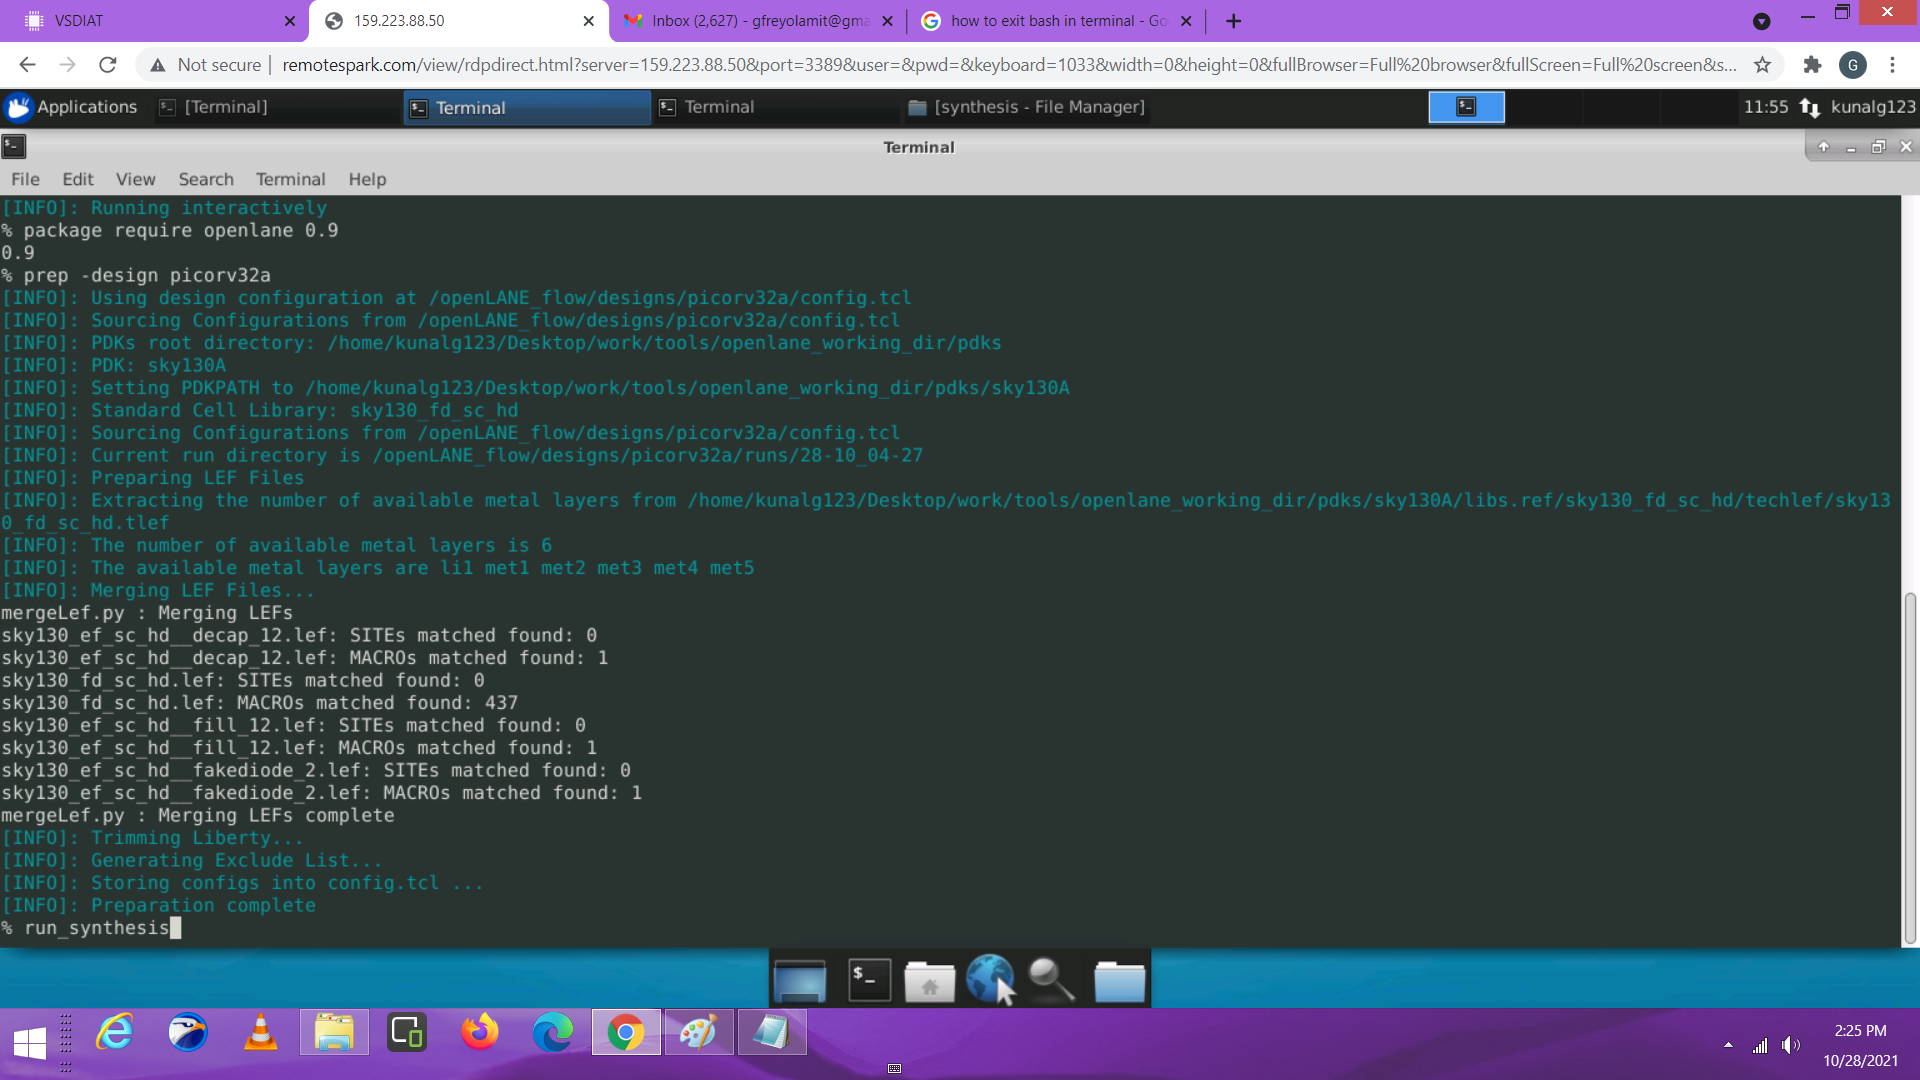 VSDIAT
159.223.88.50
Inbox (2,627) - gfreyolamit@gma
how to exit bash in terminal - Go
Not secure
remotespark.com/view/rdpdirect.html?server=159.223.88.50&port=3389&user=&pwd=&keyboard=1033&width=0&height=0&fullBrowser=Full%20browser&fullScreen=Full%20screen&s...
G
Applications
[Terminal]
Terminal
Terminal
[synthesis - File Manager]
11:55
kunalg123
Terminal
File Edit View Search Terminal Help
[INFO]: Running interactively
% package require openlane 0.9
0.9
% prep -design picorv32a
[INFO]: Using design configuration at /openLANE_flow/designs/picorv32a/config.tcl
[INFO]: Sourcing Configurations from /openLANE_flow/designs/picorv32a/config.tcl
[INFO]: PDKs root directory: /home/kunalg123/Desktop/work/tools/openlane_working_dir/pdks
[INFO]: PDK: sky130A
[INFO]: Setting PDKPATH to /home/kunalg123/Desktop/work/tools/openlane_working_dir/pdks/sky130A
[INFO]: Standard Cell Library: sky130_fd_sc_hd
[INFO]: Sourcing Configurations from /openLANE_flow/designs/picorv32a/config.tcl
[INFO]: Current run directory is /openLANE_flow/designs/picorv32a/runs/28-10_04-27
[INFO]: Preparing LEF Files
[INFO]: Extracting the number of available metal layers from /home/kunalg123/Desktop/work/tools/openlane_working_dir/pdks/sky130A/libs.ref/sky130_fd_sc_hd/techlef/sky13
0_fd_sc_hd.tlef
[INFO]: The number of available metal layers is 6
[INFO]: The available metal layers are li1 met1 met2 met3 met4 met5
[INFO]: Merging LEF Files...
mergeLef.py : Merging LEFs
sky130_ef_sc_hd__decap_12.lef: SITEs matched found: 0
sky130_ef_sc_hd__decap_12.lef: MACROs matched found: 1
sky130_fd_sc_hd.lef: SITEs matched found: 0
sky130_fd_sc_hd.lef: MACROs matched found: 437
sky130_ef_sc_hd__fill_12.lef: SITEs matched found: 0
sky130_ef_sc_hd__fill_12.lef: MACROs matched found: 1
sky130_ef_sc_hd__fakediode_2.lef: SITEs matched found: 0
sky130_ef_sc_hd__fakediode_2.lef: MACROs matched found: 1
mergeLef.py : Merging LEFs complete
[INFO]: Trimming Liberty...
[INFO]: Generating Exclude List...
[INFO]: Storing configs into config.tcl ...
[INFO]: Preparation complete
% run_synthesis
2:25 PM
10/28/2021